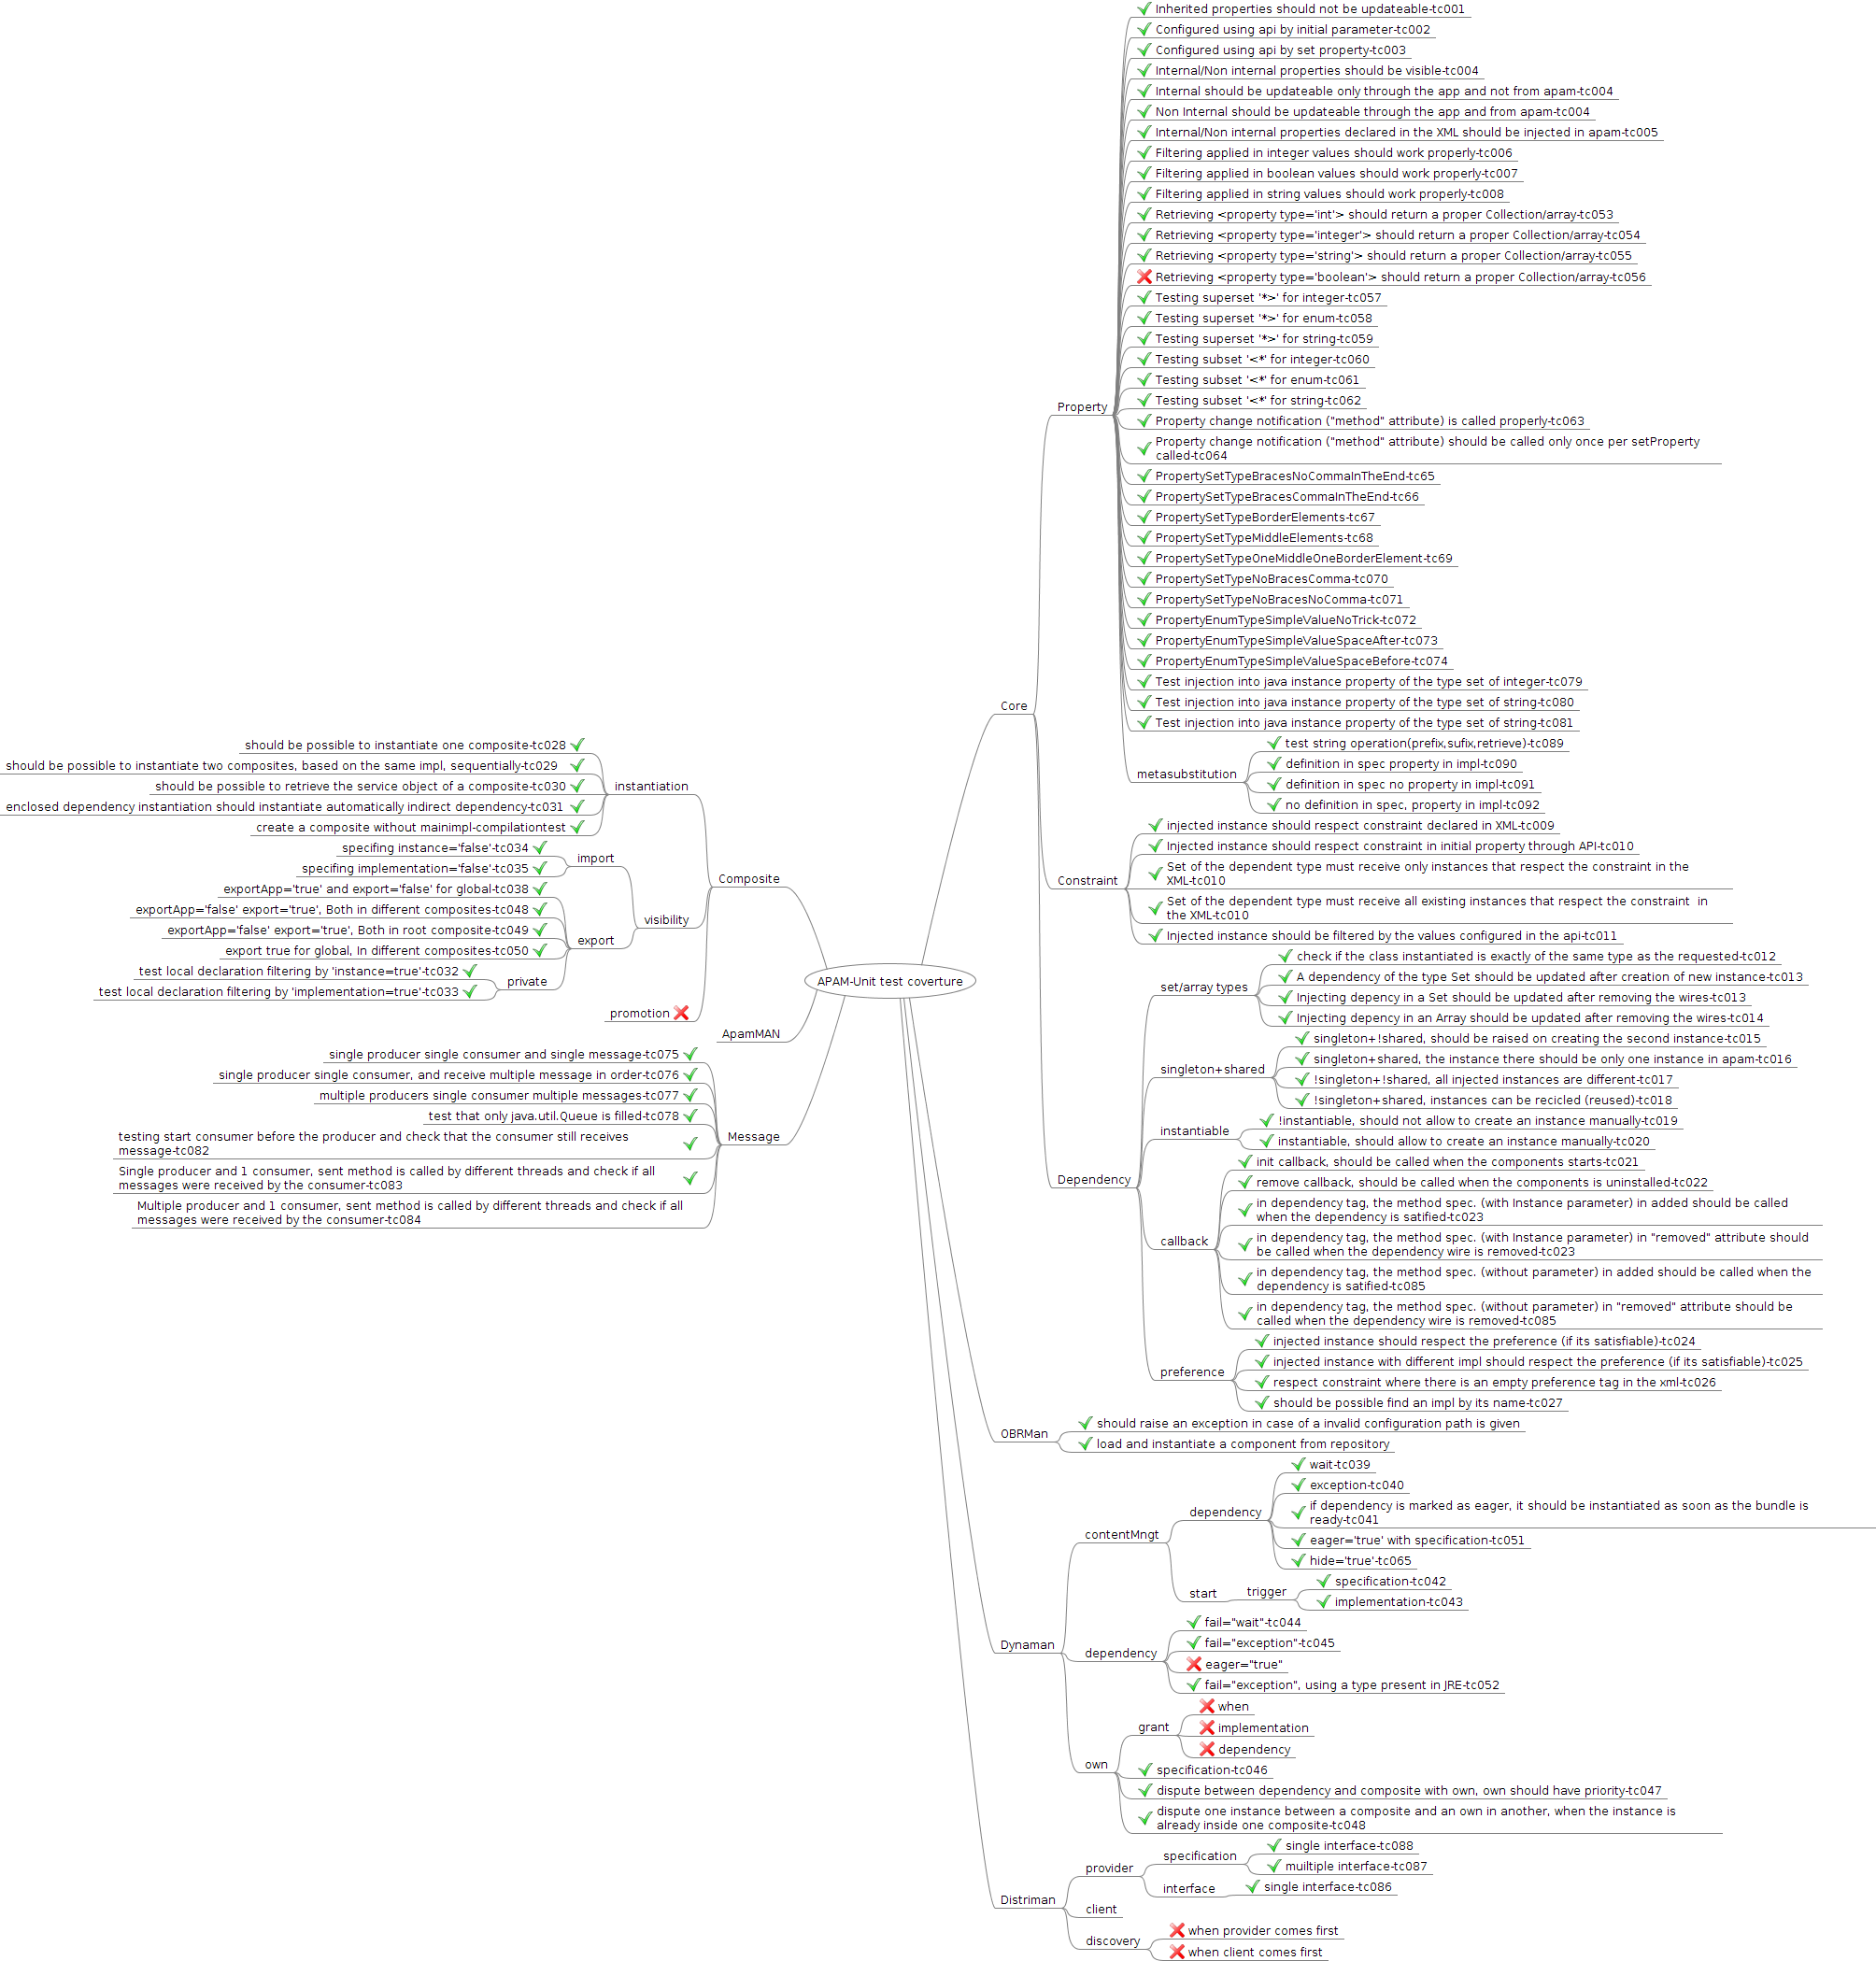 APAM-Unit test coverture
Core
Property
Inherited properties should not be updateable-tc001
Configured using api by initial parameter-tc002
Configured using api by set property-tc003
Internal/Non internal properties should be visible-tc004
Internal should be updateable only through the app and not from apam-tc004
Non Internal should be updateable through the app and from apam-tc004
Internal/Non internal properties declared in the XML should be injected in apam-tc005
Filtering applied in integer values should work properly-tc006
Filtering applied in boolean values should work properly-tc007
Filtering applied in string values should work properly-tc008
Retrieving <property type='int'> should return a proper Collection/array-tc053
Retrieving <property type='integer'> should return a proper Collection/array-tc054
Retrieving <property type='string'> should return a proper Collection/array-tc055
Retrieving <property type='boolean'> should return a proper Collection/array-tc056
Testing superset '*>' for integer-tc057
Testing superset '*>' for enum-tc058
Testing superset '*>' for string-tc059
Testing subset '<*' for integer-tc060
Testing subset '<*' for enum-tc061
Testing subset '<*' for string-tc062
Property change notification ("method" attribute) is called properly-tc063
Property change notification ("method" attribute) should be called only once per setProperty
called-tc064
PropertySetTypeBracesNoCommaInTheEnd-tc65
PropertySetTypeBracesCommaInTheEnd-tc66
PropertySetTypeBorderElements-tc67
PropertySetTypeMiddleElements-tc68
PropertySetTypeOneMiddleOneBorderElement-tc69
PropertySetTypeNoBracesComma-tc070
PropertySetTypeNoBracesNoComma-tc071
PropertyEnumTypeSimpleValueNoTrick-tc072
PropertyEnumTypeSimpleValueSpaceAfter-tc073
PropertyEnumTypeSimpleValueSpaceBefore-tc074
Test injection into java instance property of the type set of integer-tc079
Test injection into java instance property of the type set of string-tc080
Test injection into java instance property of the type set of string-tc081
metasubstitution
test string operation(prefix,sufix,retrieve)-tc089
definition in spec property in impl-tc090
definition in spec no property in impl-tc091
no definition in spec, property in impl-tc092
Constraint
injected instance should respect constraint declared in XML-tc009
Injected instance should respect constraint in initial property through API-tc010
Set of the dependent type must receive only instances that respect the constraint in the
XML-tc010
Set of the dependent type must receive all existing instances that respect the constraint  in
the XML-tc010
Injected instance should be filtered by the values configured in the api-tc011
Dependency
set/array types
check if the class instantiated is exactly of the same type as the requested-tc012
A dependency of the type Set should be updated after creation of new instance-tc013
Injecting depency in a Set should be updated after removing the wires-tc013
Injecting depency in an Array should be updated after removing the wires-tc014
singleton+shared
singleton+!shared, should be raised on creating the second instance-tc015
singleton+shared, the instance there should be only one instance in apam-tc016
!singleton+!shared, all injected instances are different-tc017
!singleton+shared, instances can be recicled (reused)-tc018
instantiable
!instantiable, should not allow to create an instance manually-tc019
instantiable, should allow to create an instance manually-tc020
callback
init callback, should be called when the components starts-tc021
remove callback, should be called when the components is uninstalled-tc022
in dependency tag, the method spec. (with Instance parameter) in added should be called
when the dependency is satified-tc023
in dependency tag, the method spec. (with Instance parameter) in "removed" attribute should
be called when the dependency wire is removed-tc023
in dependency tag, the method spec. (without parameter) in added should be called when the
dependency is satified-tc085
in dependency tag, the method spec. (without parameter) in "removed" attribute should be
called when the dependency wire is removed-tc085
preference
injected instance should respect the preference (if its satisfiable)-tc024
injected instance with different impl should respect the preference (if its satisfiable)-tc025
respect constraint where there is an empty preference tag in the xml-tc026
should be possible find an impl by its name-tc027
OBRMan
should raise an exception in case of a invalid configuration path is given
load and instantiate a component from repository
Dynaman
contentMngt
dependency
wait-tc039
exception-tc040
if dependency is marked as eager, it should be instantiated as soon as the bundle is
ready-tc041
eager='true' with specification-tc051
hide='true'-tc065
start
trigger
specification-tc042
implementation-tc043
dependency
fail="wait"-tc044
fail="exception"-tc045
eager="true"
fail="exception", using a type present in JRE-tc052
own
grant
when
implementation
dependency
specification-tc046
dispute between dependency and composite with own, own should have priority-tc047
dispute one instance between a composite and an own in another, when the instance is
already inside one composite-tc048
Distriman
provider
specification
single interface-tc088
muiltiple interface-tc087
interface
single interface-tc086
client
discovery
when provider comes first
when client comes first
Composite
instantiation
should be possible to instantiate one composite-tc028
should be possible to instantiate two composites, based on the same impl, sequentially-tc029
should be possible to retrieve the service object of a composite-tc030
enclosed dependency instantiation should instantiate automatically indirect dependency-tc031
create a composite without mainimpl-compilationtest
visibility
import
specifing instance='false'-tc034
specifing implementation='false'-tc035
export
exportApp='true' and export='false' for global-tc038
exportApp='false' export='true', Both in different composites-tc048
exportApp='false' export='true', Both in root composite-tc049
export true for global, In different composites-tc050
private
test local declaration filtering by 'instance=true'-tc032
test local declaration filtering by 'implementation=true'-tc033
promotion
ApamMAN
Message
single producer single consumer and single message-tc075
single producer single consumer, and receive multiple message in order-tc076
multiple producers single consumer multiple messages-tc077
test that only java.util.Queue is filled-tc078
testing start consumer before the producer and check that the consumer still receives
message-tc082
Single producer and 1 consumer, sent method is called by different threads and check if all
messages were received by the consumer-tc083
Multiple producer and 1 consumer, sent method is called by different threads and check if all
messages were received by the consumer-tc084